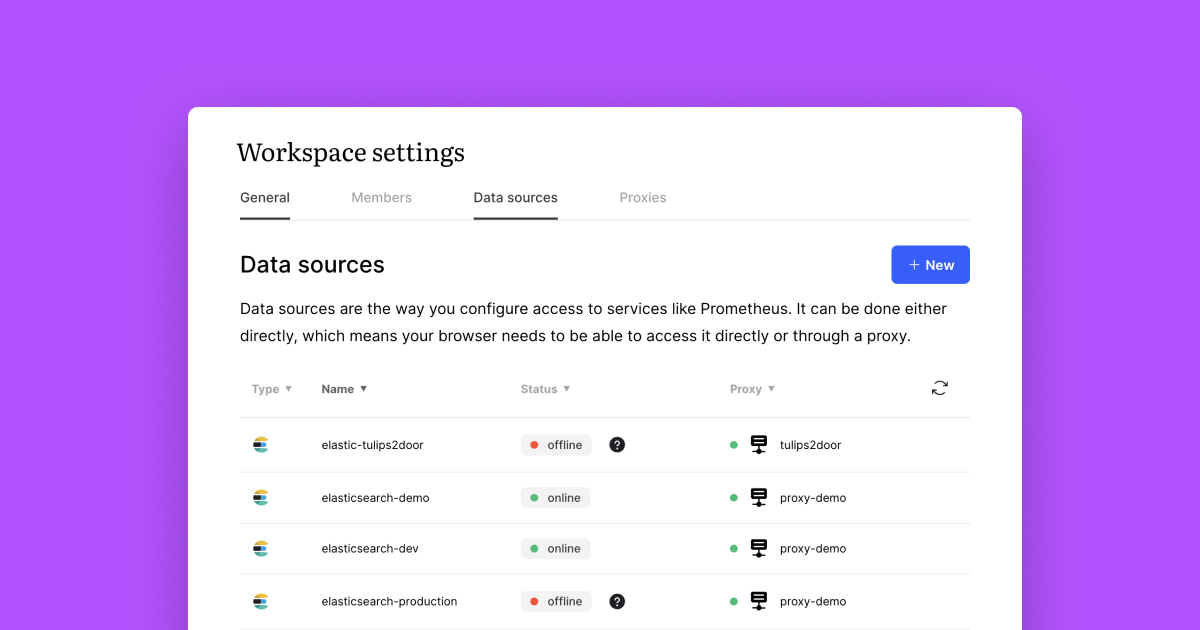 Workspace settings
General Members Data sources Proxies
Data sources
+ New
Data sources are the way you configure access to services like Prometheus. It can be done either
directly, which means your browser needs to be able to access it directly or through a proxy.
Type ▼ Name ▼ Status ▼ Proxy ▼
elastic-tulips2door offline ? tulips2door
elasticsearch-demo online proxy-demo
elasticsearch-dev online proxy-demo
elasticsearch-production offline ? proxy-demo